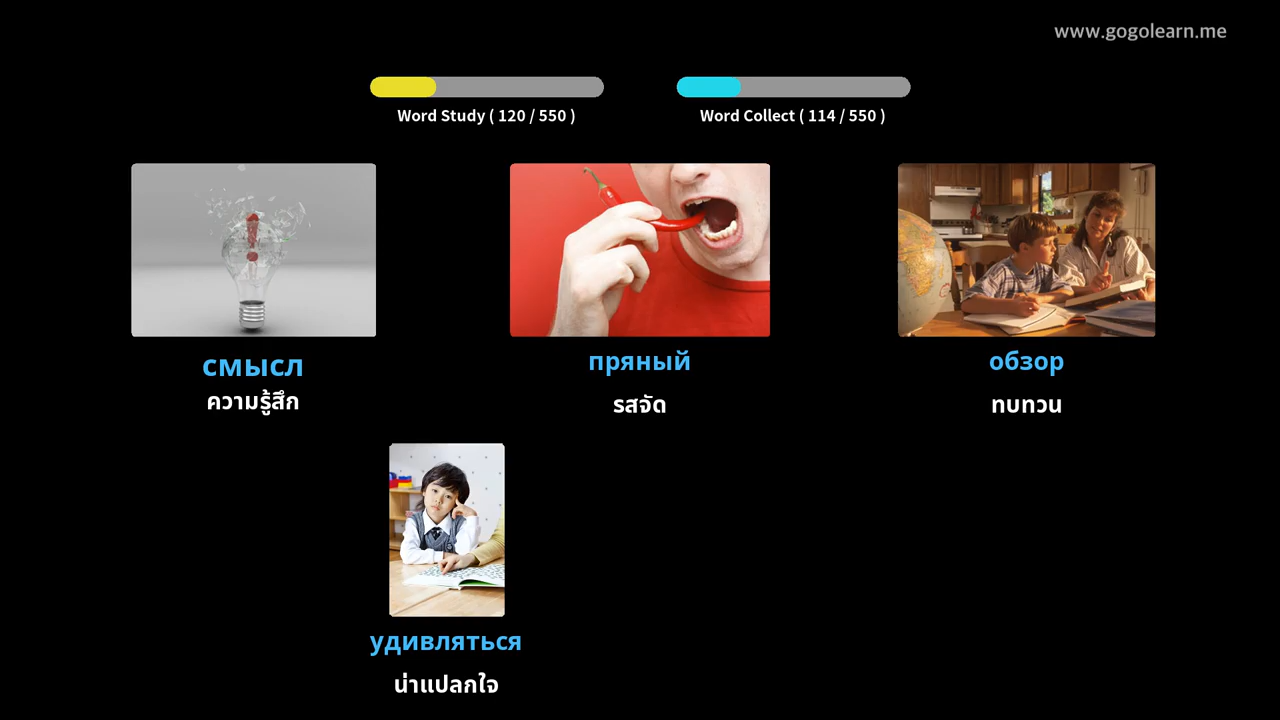 www.gogolearn.me
Word Study ( 120 / 550 )
Word Collect ( 114 / 550 )
смысл
ความรู้สึก
пряный
รสจัด
обзор
ทบทวน
удивляться
น่าแปลกใจ